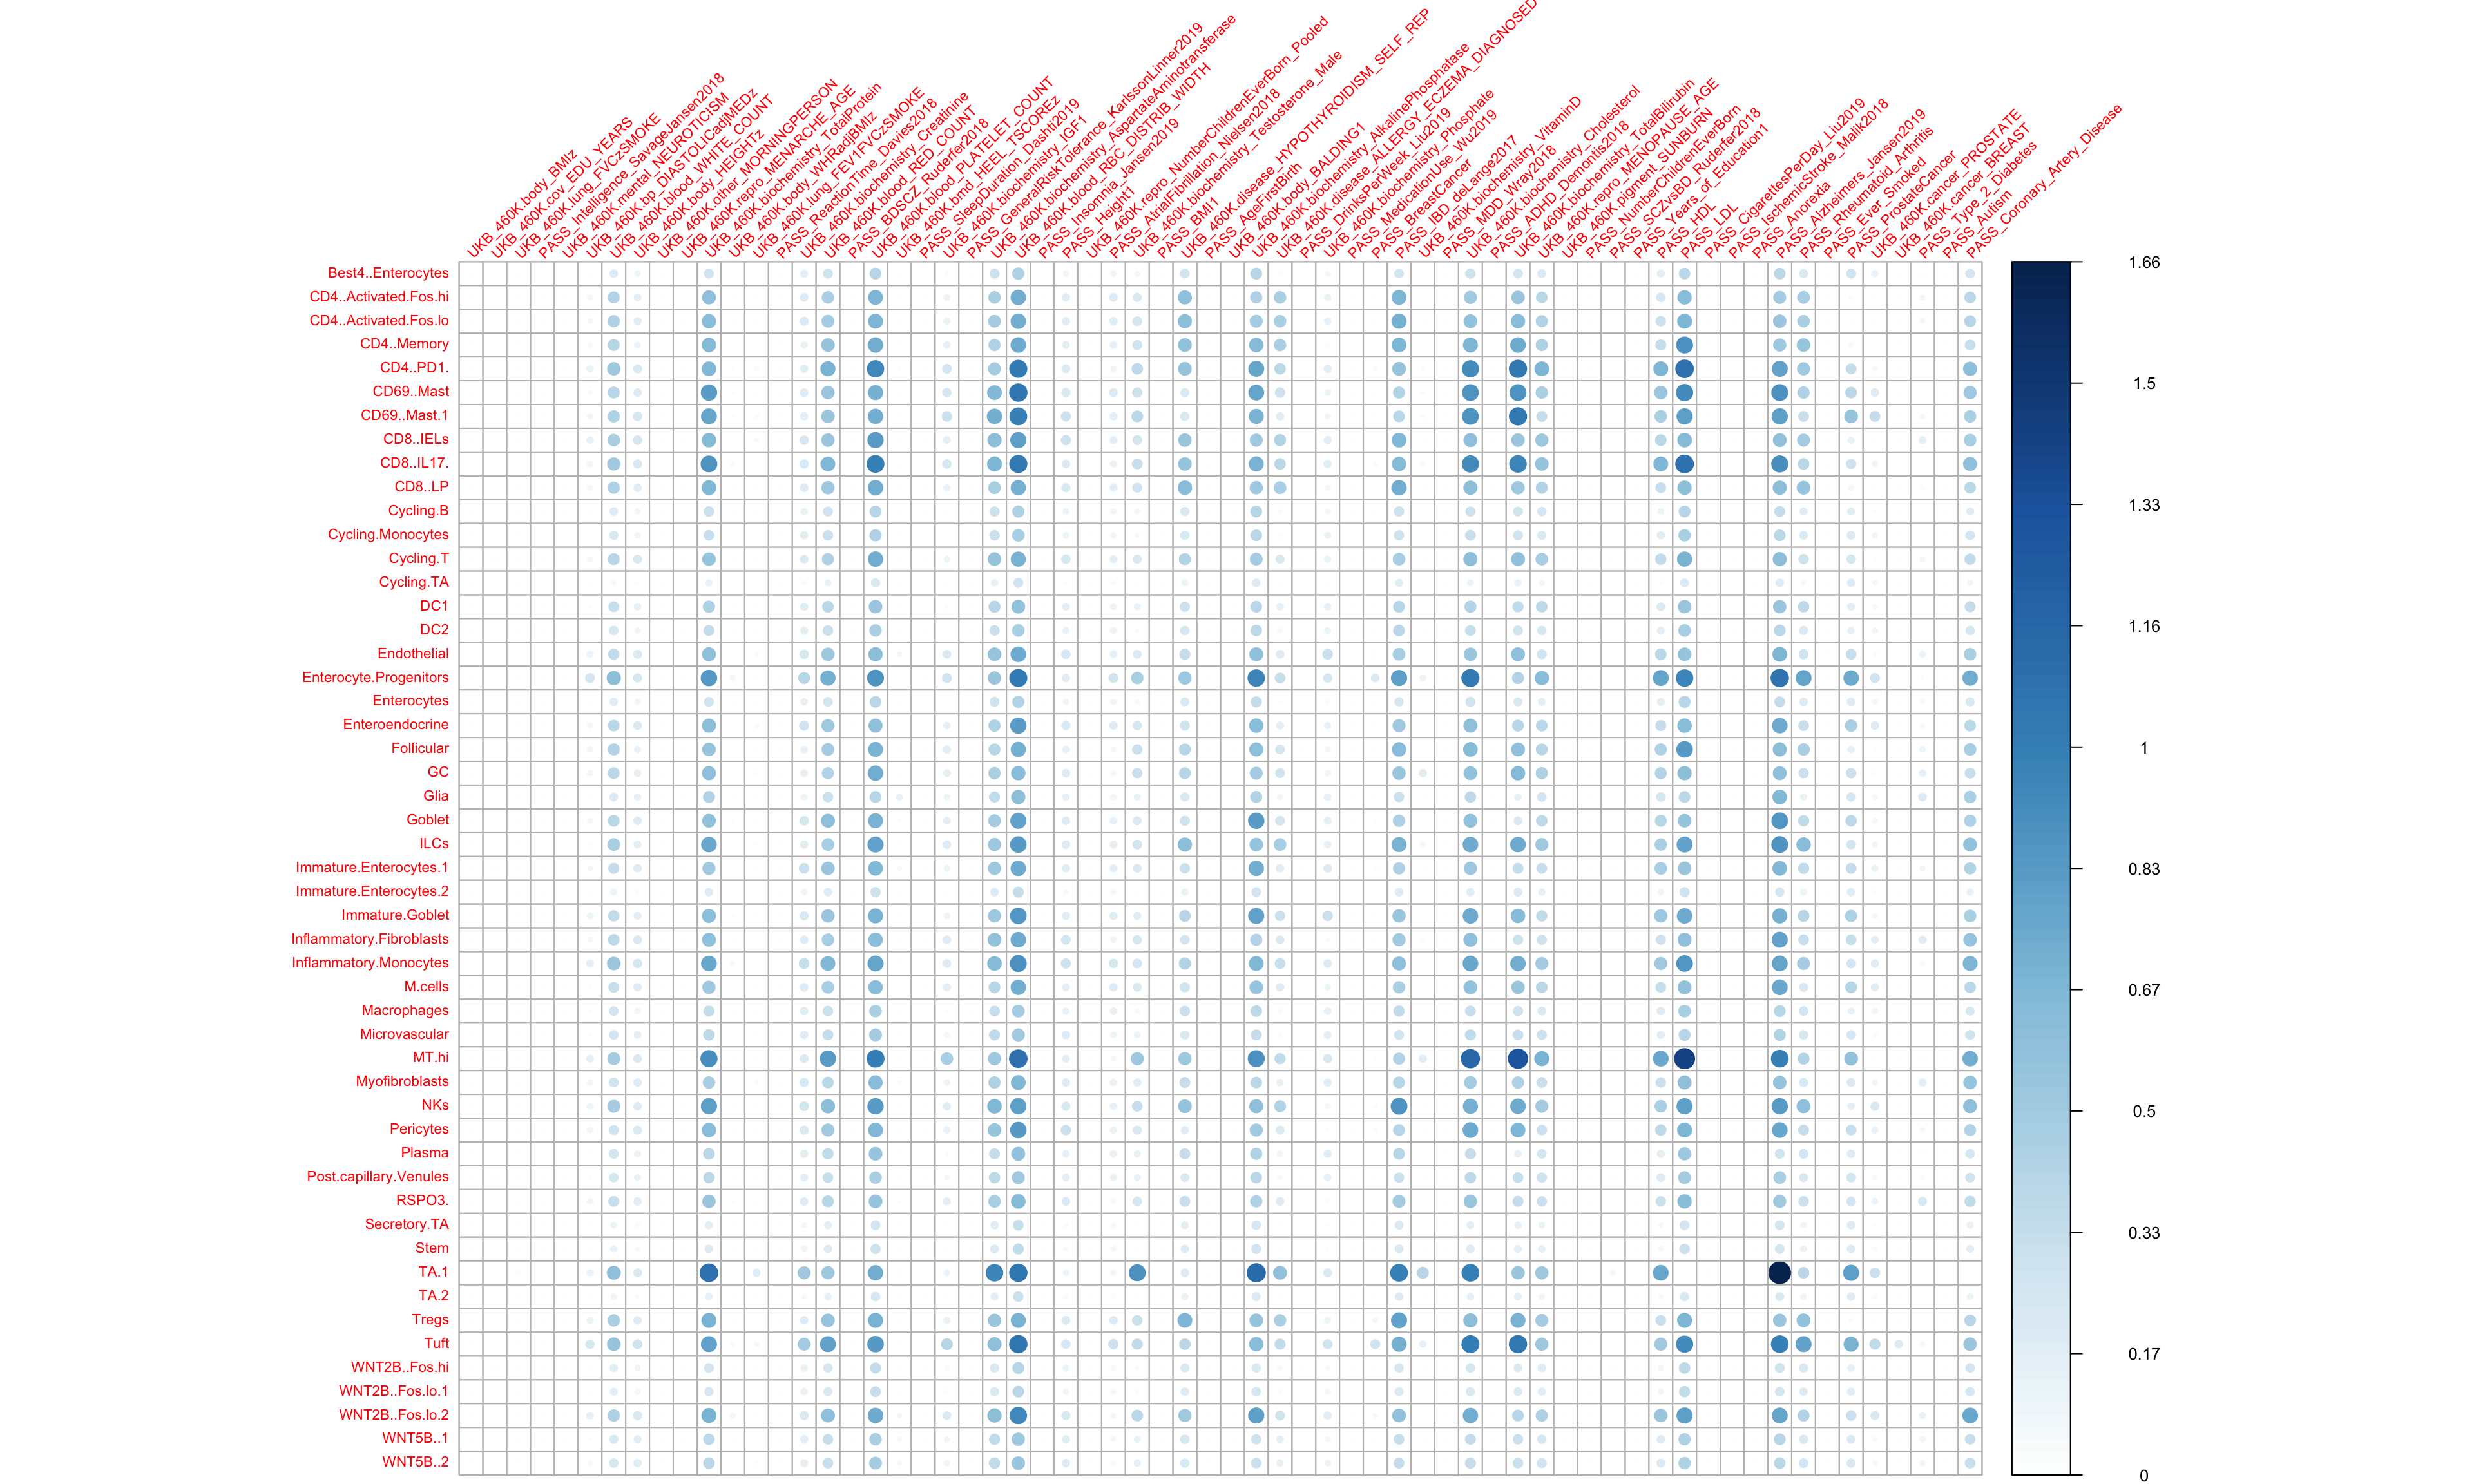 UKB_460K.body_BMIz
UKB_460K.cov_EDU_YEARS
UKB_460K.lung_FVCzSMOKE
PASS_Intelligence_SavageJansen2018
UKB_460K.mental_NEUROTICISM
UKB_460K.bp_DIASTOLICadjMEDz
UKB_460K.blood_WHITE_COUNT
UKB_460K.body_HEIGHTz
UKB_460K.other_MORNINGPERSON
UKB_460K.repro_MENARCHE_AGE
UKB_460K.biochemistry_TotalProtein
UKB_460K.body_WHRadjBMIz
UKB_460K.lung_FEV1FVCzSMOKE
PASS_ReactionTime_Davies2018
UKB_460K.biochemistry_Creatinine
UKB_460K.blood_RED_COUNT
PASS_BDSCZ_Ruderfer2018
UKB_460K.blood_PLATELET_COUNT
UKB_460K.bmd_HEEL_TSCOREz
PASS_SleepDuration_Dashti2019
UKB_460K.biochemistry_IGF1
PASS_GeneralRiskTolerance_KarlssonLinner2019
UKB_460K.biochemistry_AspartateAminotransferase
UKB_460K.blood_RBC_DISTRIB_WIDTH
PASS_Insomnia_Jansen2019
PASS_Height1
UKB_460K.repro_NumberChildrenEverBorn_Pooled
PASS_AtrialFibrillation_Nielsen2018
UKB_460K.biochemistry_Testosterone_Male
PASS_BMI1
UKB_460K.disease_HYPOTHYROIDISM_SELF_REP
PASS_AgeFirstBirth
UKB_460K.body_BALDING1
UKB_460K.biochemistry_AlkalinePhosphatase
UKB_460K.disease_ALLERGY_ECZEMA_DIAGNOSED
PASS_DrinksPerWeek_Liu2019
UKB_460K.biochemistry_Phosphate
PASS_MedicationUse_Wu2019
PASS_BreastCancer
PASS_IBD_deLange2017
UKB_460K.biochemistry_VitaminD
PASS_MDD_Wray2018
UKB_460K.biochemistry_Cholesterol
PASS_ADHD_Demontis2018
UKB_460K.biochemistry_TotalBilirubin
UKB_460K.repro_MENOPAUSE_AGE
UKB_460K.pigment_SUNBURN
PASS_NumberChildrenEverBorn
PASS_SCZvsBD_Ruderfer2018
PASS_Years_of_Education1
PASS_HDL
PASS_LDL
PASS_CigarettesPerDay_Liu2019
PASS_IschemicStroke_Malik2018
PASS_Anorexia
PASS_Alzheimers_Jansen2019
PASS_Rheumatoid_Arthritis
PASS_Ever_Smoked
PASS_ProstateCancer
UKB_460K.cancer_PROSTATE
UKB_460K.cancer_BREAST
PASS_Type_2_Diabetes
PASS_Autism
PASS_Coronary_Artery_Disease
Best4..Enterocytes
CD4..Activated.Fos.hi
CD4..Activated.Fos.lo
CD4..Memory
CD4..PD1.
CD69..Mast
CD69..Mast.1
CD8..IELs
CD8..IL17.
CD8..LP
Cycling.B
Cycling.Monocytes
Cycling.T
Cycling.TA
DC1
DC2
Endothelial
Enterocyte.Progenitors
Enterocytes
Enteroendocrine
Follicular
GC
Glia
Goblet
ILCs
Immature.Enterocytes.1
Immature.Enterocytes.2
Immature.Goblet
Inflammatory.Fibroblasts
Inflammatory.Monocytes
M.cells
Macrophages
Microvascular
MT.hi
Myofibroblasts
NKs
Pericytes
Plasma
Post.capillary.Venules
RSPO3.
Secretory.TA
Stem
TA.1
TA.2
Tregs
Tuft
WNT2B..Fos.hi
WNT2B..Fos.lo.1
WNT2B..Fos.lo.2
WNT5B..1
WNT5B..2
1.66
1.5
1.33
1.16
1
0.83
0.67
0.5
0.33
0.17
0